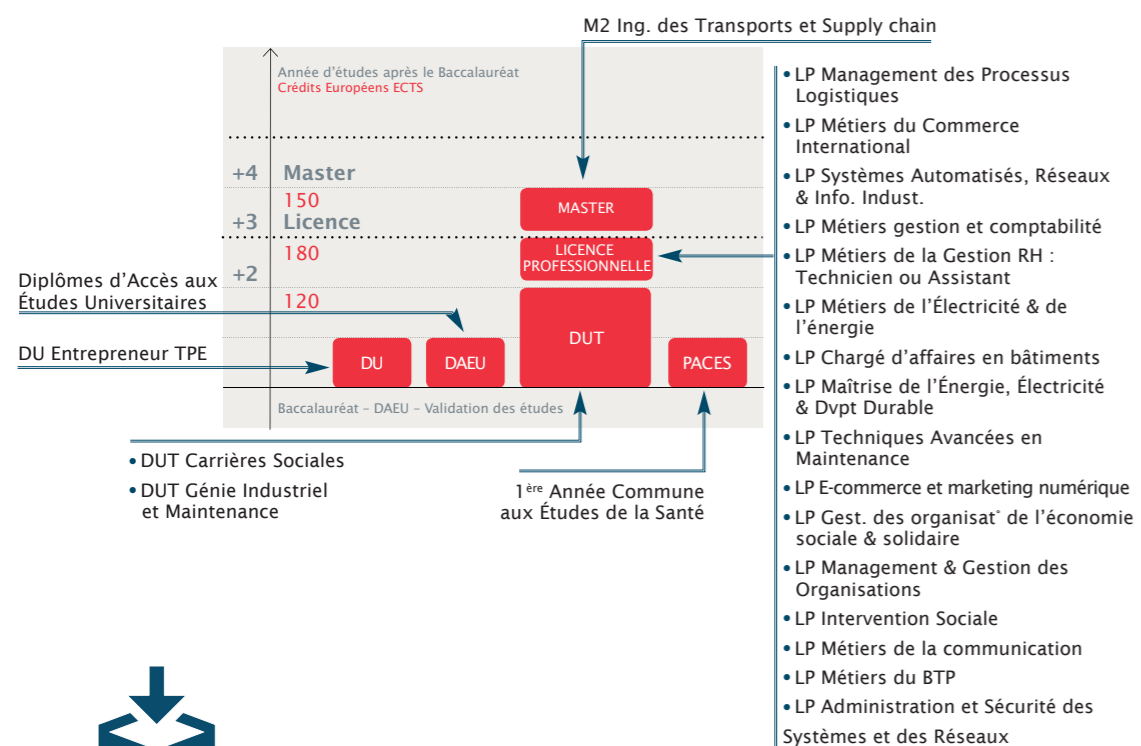 M2 Ing. des Transports et Supply chain
Année d'études après le Baccalauréat
Crédits Européens ECTS
+4 Master
150
+3 Licence
180
+2
120
MASTER
LICENCE
PROFESSIONNELLE
DUT
DU
DAEU
PACES
Baccalauréat – DAEU – Validation des études
Diplômes d'Accès aux
Études Universitaires
DU Entrepreneur TPE
• DUT Carrières Sociales
• DUT Génie Industriel
et Maintenance
1ère Année Commune
aux Études de la Santé
• LP Management des Processus
Logistiques
• LP Métiers du Commerce
International
• LP Systèmes Automatisés, Réseaux
& Info. Indust.
• LP Métiers gestion et comptabilité
• LP Métiers de la Gestion RH :
Technicien ou Assistant
• LP Métiers de l'Électricité & de
l'énergie
• LP Chargé d'affaires en bâtiments
• LP Maîtrise de l'Énergie, Électricité
& Dvpt Durable
• LP Techniques Avancées en
Maintenance
• LP E-commerce et marketing numérique
• LP Gest. des organisat° de l'économie
sociale & solidaire
• LP Management & Gestion des
Organisations
• LP Intervention Sociale
• LP Métiers de la communication
• LP Métiers du BTP
• LP Administration et Sécurité des
Systèmes et des Réseaux